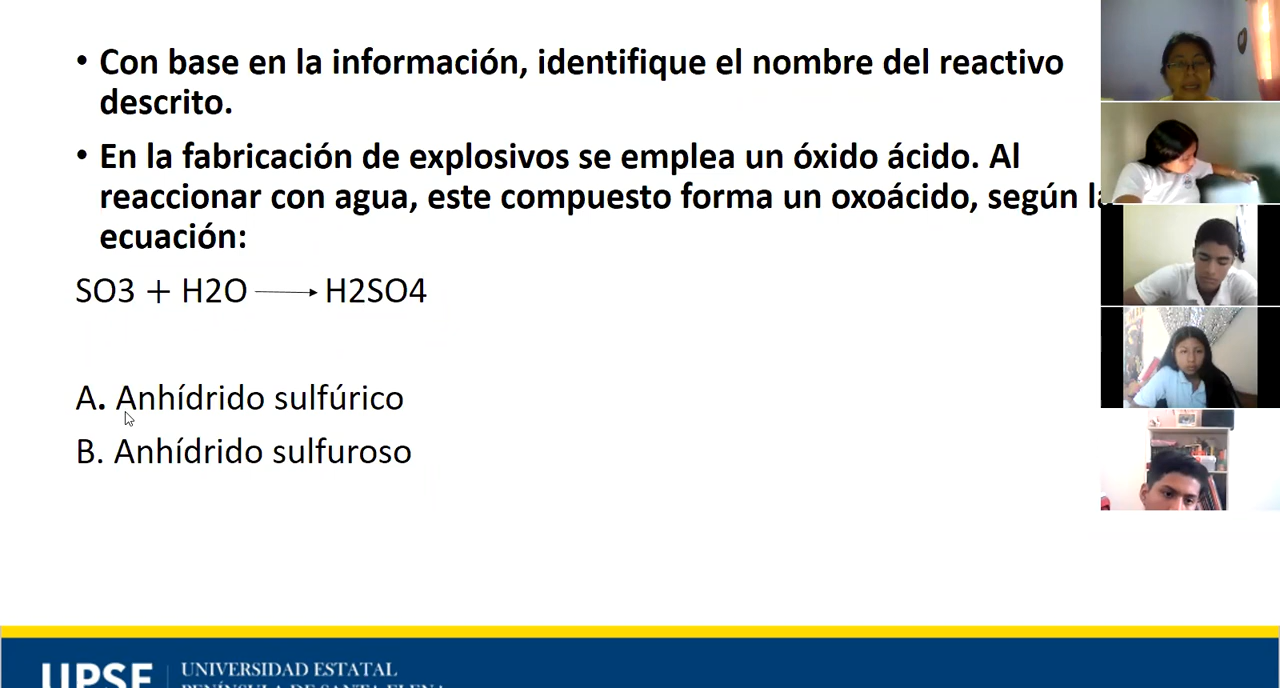 • Con base en la información, identifique el nombre del reactivo
descrito.
• En la fabricación de explosivos se emplea un óxido ácido. Al
reaccionar con agua, este compuesto forma un oxoácido, según
ecuación:
SO3 + H2O ⟶ H2SO4
A. Anhídrido sulfúrico
B. Anhídrido sulfuroso
UPSE
UNIVERSIDAD ESTATAL
PENÍNSULA DE SANTA ELENA